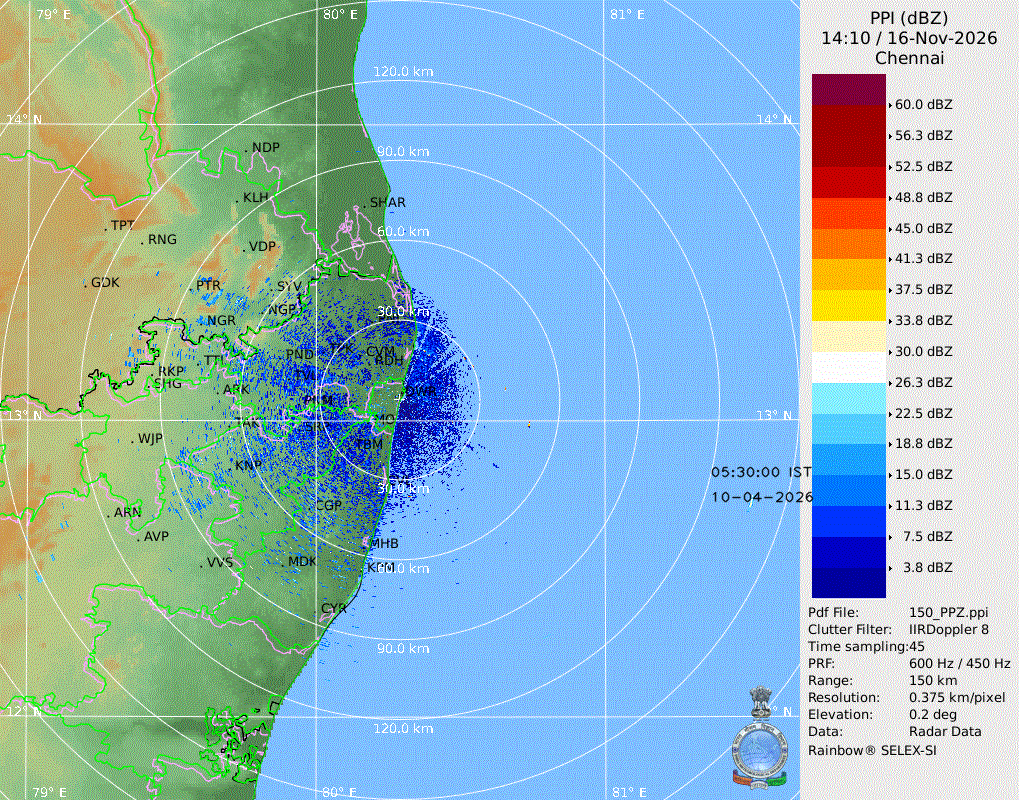 79° E
80° E
81° E
PPI (dBZ)
14:10 / 16-Nov-2026
Chennai
120.0 km
60.0 dBZ
14° N
14° N
56.3 dBZ
NDP
90.0 km
52.5 dBZ
KLH
SHAR
48.8 dBZ
TPT
RNG
VDP
60.0 km
45.0 dBZ
41.3 dBZ
GDK
PTR
SYV
37.5 dBZ
NGR
NGP
30.0 km
33.8 dBZ
PND
TTI
30.0 dBZ
RKP
SHG
ARK
26.3 dBZ
13° N
13° N
22.5 dBZ
WJP
TBM
18.8 dBZ
KNP
05:30:00 IST
15.0 dBZ
30.0 km
10-04-2026
ARN
CGP
11.3 dBZ
AVP
MHB
7.5 dBZ
VVS
MDK
3.8 dBZ
CYR
90.0 km
120.0 km
12° N
° N
79° E
80° E
81° E
Pdf File: 150_PPZ.ppi
Clutter Filter: IIRDoppler 8
Time sampling:45
PRF: 600 Hz / 450 Hz
Range: 150 km
Resolution: 0.375 km/pixel
Elevation: 0.2 deg
Data: Radar Data
Rainbow® SELEX-SI